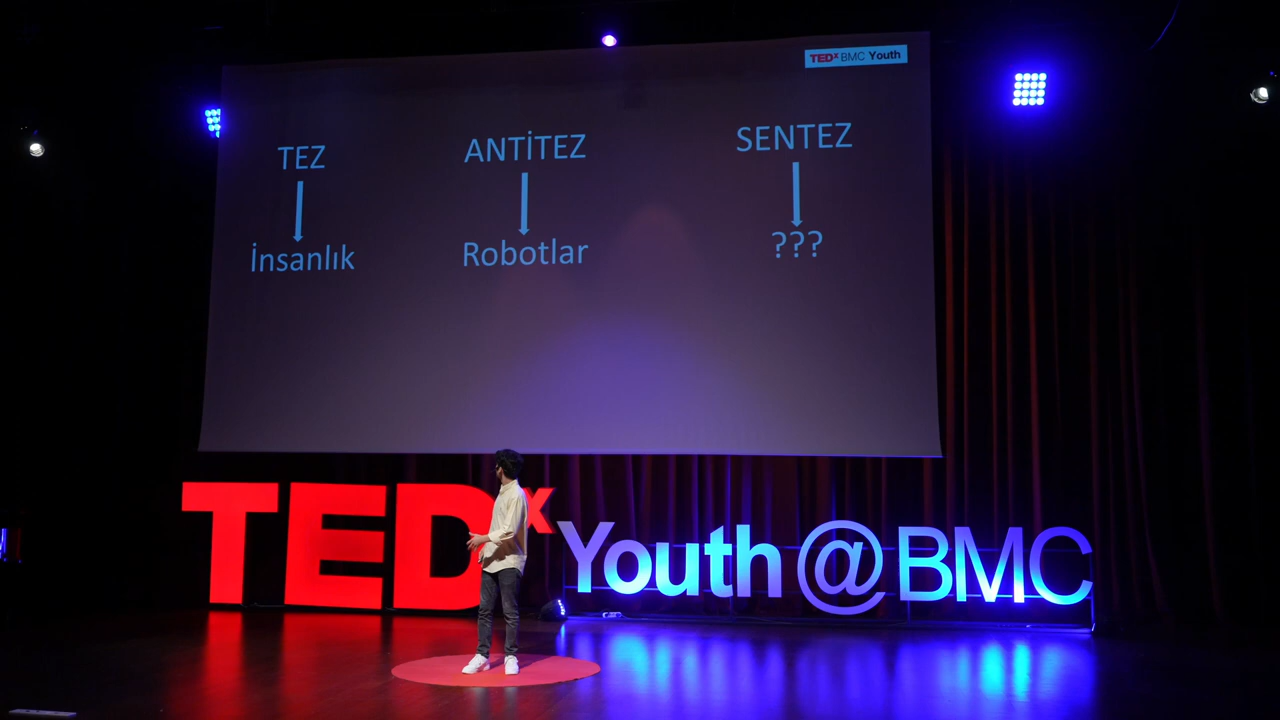 TEDx BMC Youth
TEZ
ANTİTEZ
SENTEZ
İnsanlık
Robotlar
???
TEDx Youth@BMC